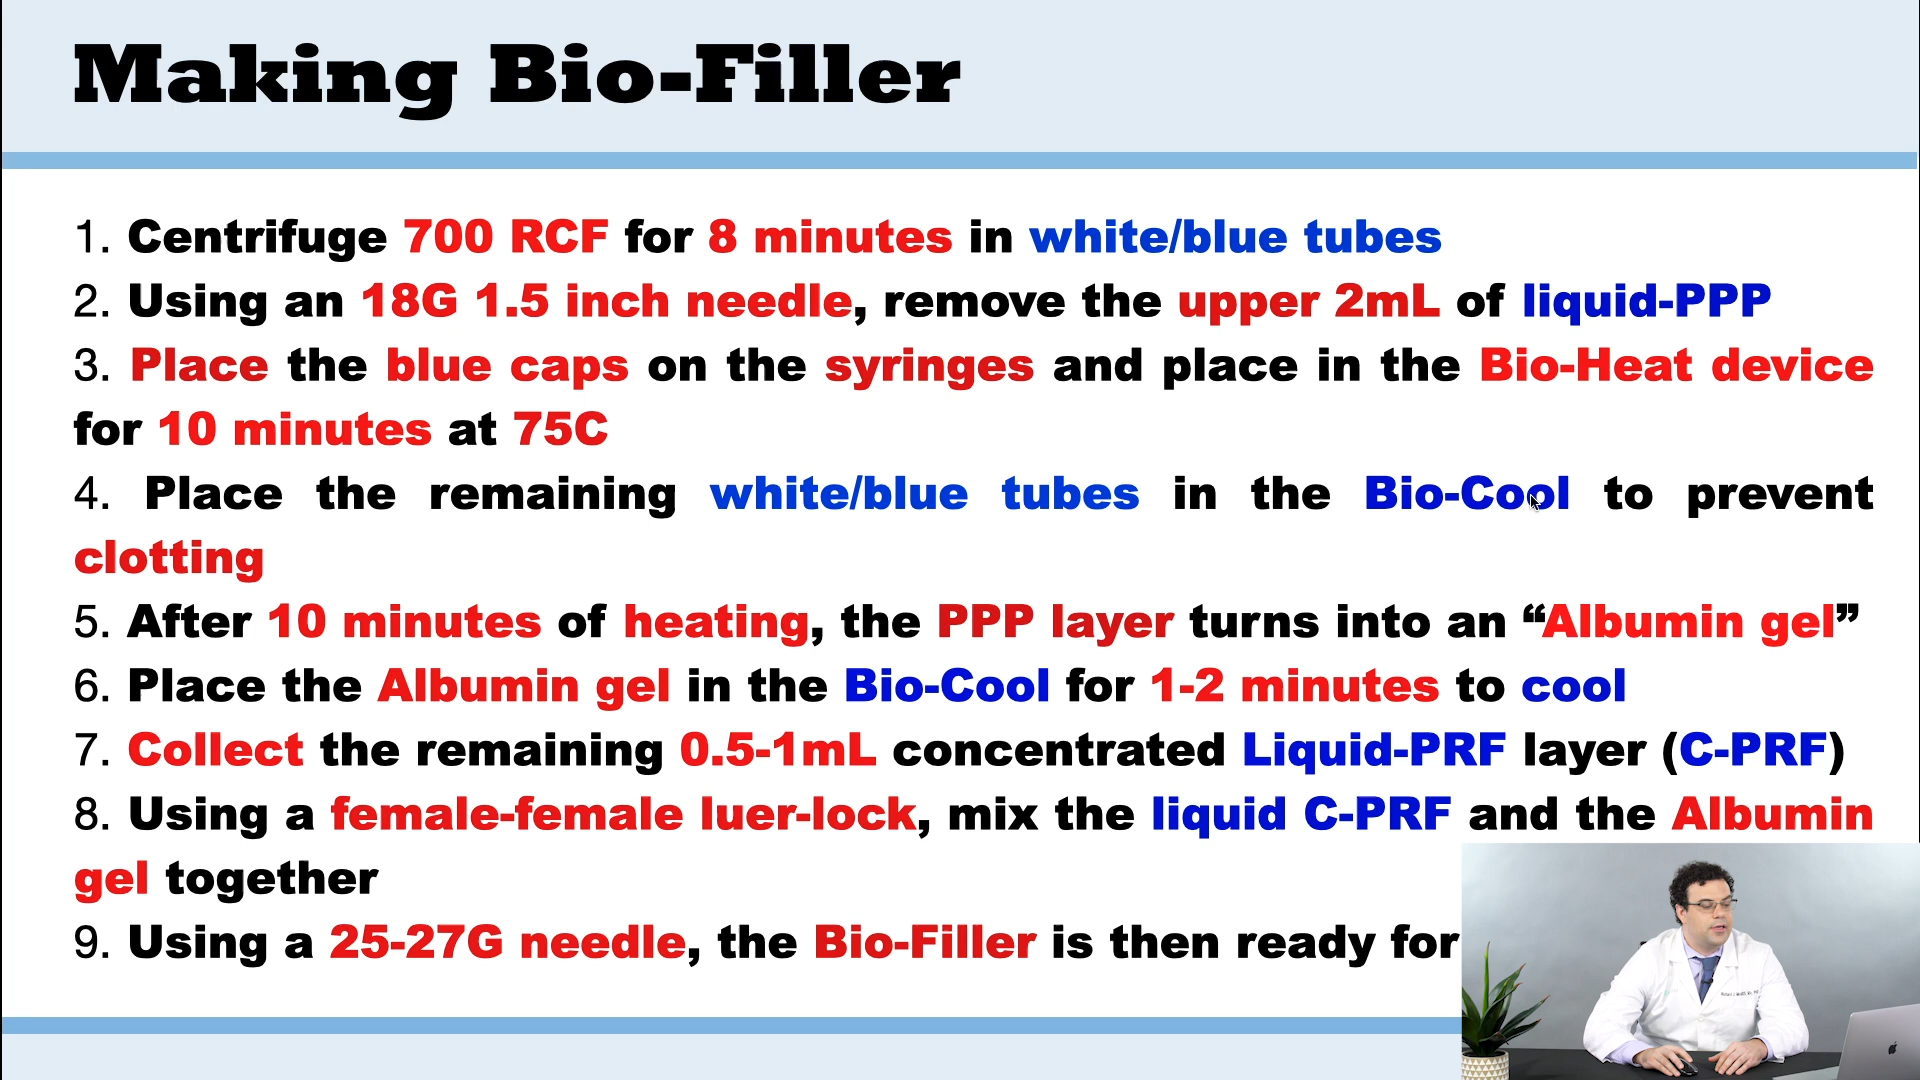 Making Bio-Filler
1. Centrifuge 700 RCF for 8 minutes in white/blue tubes
2. Using an 18G 1.5 inch needle, remove the upper 2mL of liquid-PPP
3. Place the blue caps on the syringes and place in the Bio-Heat device
for 10 minutes at 75C
4. Place the remaining white/blue tubes in the Bio-Cool to prevent
clotting
5. After 10 minutes of heating, the PPP layer turns into an “Albumin gel”
6. Place the Albumin gel in the Bio-Cool for 1-2 minutes to cool
7. Collect the remaining 0.5-1mL concentrated Liquid-PRF layer (C-PRF)
8. Using a female-female luer-lock, mix the liquid C-PRF and the Albumin
gel together
9. Using a 25-27G needle, the Bio-Filler is then ready for